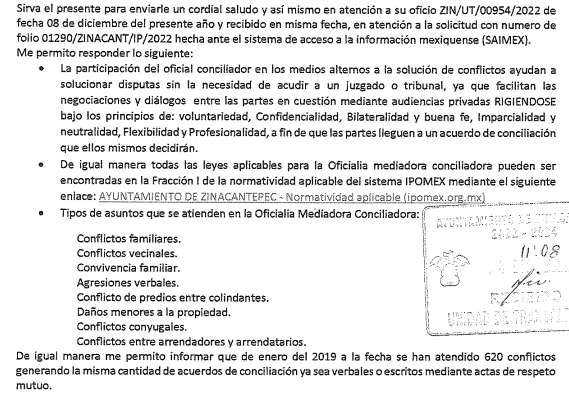 Sirva el presente para enviarle un cordial saludo y así mismo en atención a su oficio ZIN/UT/00954/2022 de
fecha 08 de diciembre del presente año y recibido en misma fecha, en atención a la solicitud con numero de
folio 01290/ZINACANT/IP/2022 hecha ante el sistema de acceso a la información mexiquense (SAIMEX).
Me permito responder lo siguiente:
• La participación del oficial conciliador en los medios alternos a la solución de conflictos ayudan a
solucionar disputas sin la necesidad de acudir a un juzgado o tribunal, ya que facilitan las
negociaciones y diálogos entre las partes en cuestión mediante audiencias privadas RIGIENDOSE
bajo los principios de: voluntariedad, Confidencialidad, Bilateralidad y buena fe, Imparcialidad y
neutralidad, Flexibilidad y Profesionalidad, a fin de que las partes lleguen a un acuerdo de conciliación
que ellos mismos decidirán.
• De igual manera todas las leyes aplicables para la Oficialia mediadora conciliadora pueden ser
encontradas en la Fracción I de la normatividad aplicable del sistema IPOMEX mediante el siguiente
enlace: AYUNTAMIENTO DE ZINACANTEPEC - Normatividad aplicable (ipomex.org.mx)
• Tipos de asuntos que se atienden en la Oficialia Mediadora Conciliadora:
Conflictos familiares.
Conflictos vecinales.
Convivencia familiar.
Agresiones verbales.
Conflicto de predios entre colindantes.
Daños menores a la propiedad.
Conflictos conyugales.
Conflictos entre arrendadores y arrendatarios.
AYUNTAMIENTO DE
2022 - 2024
11:08
RECIBIDO
UNIDAD DE
De igual manera me permito informar que de enero del 2019 a la fecha se han atendido 620 conflictos
generando la misma cantidad de acuerdos de conciliación ya sea verbales o escritos mediante actas de respeto
mutuo.